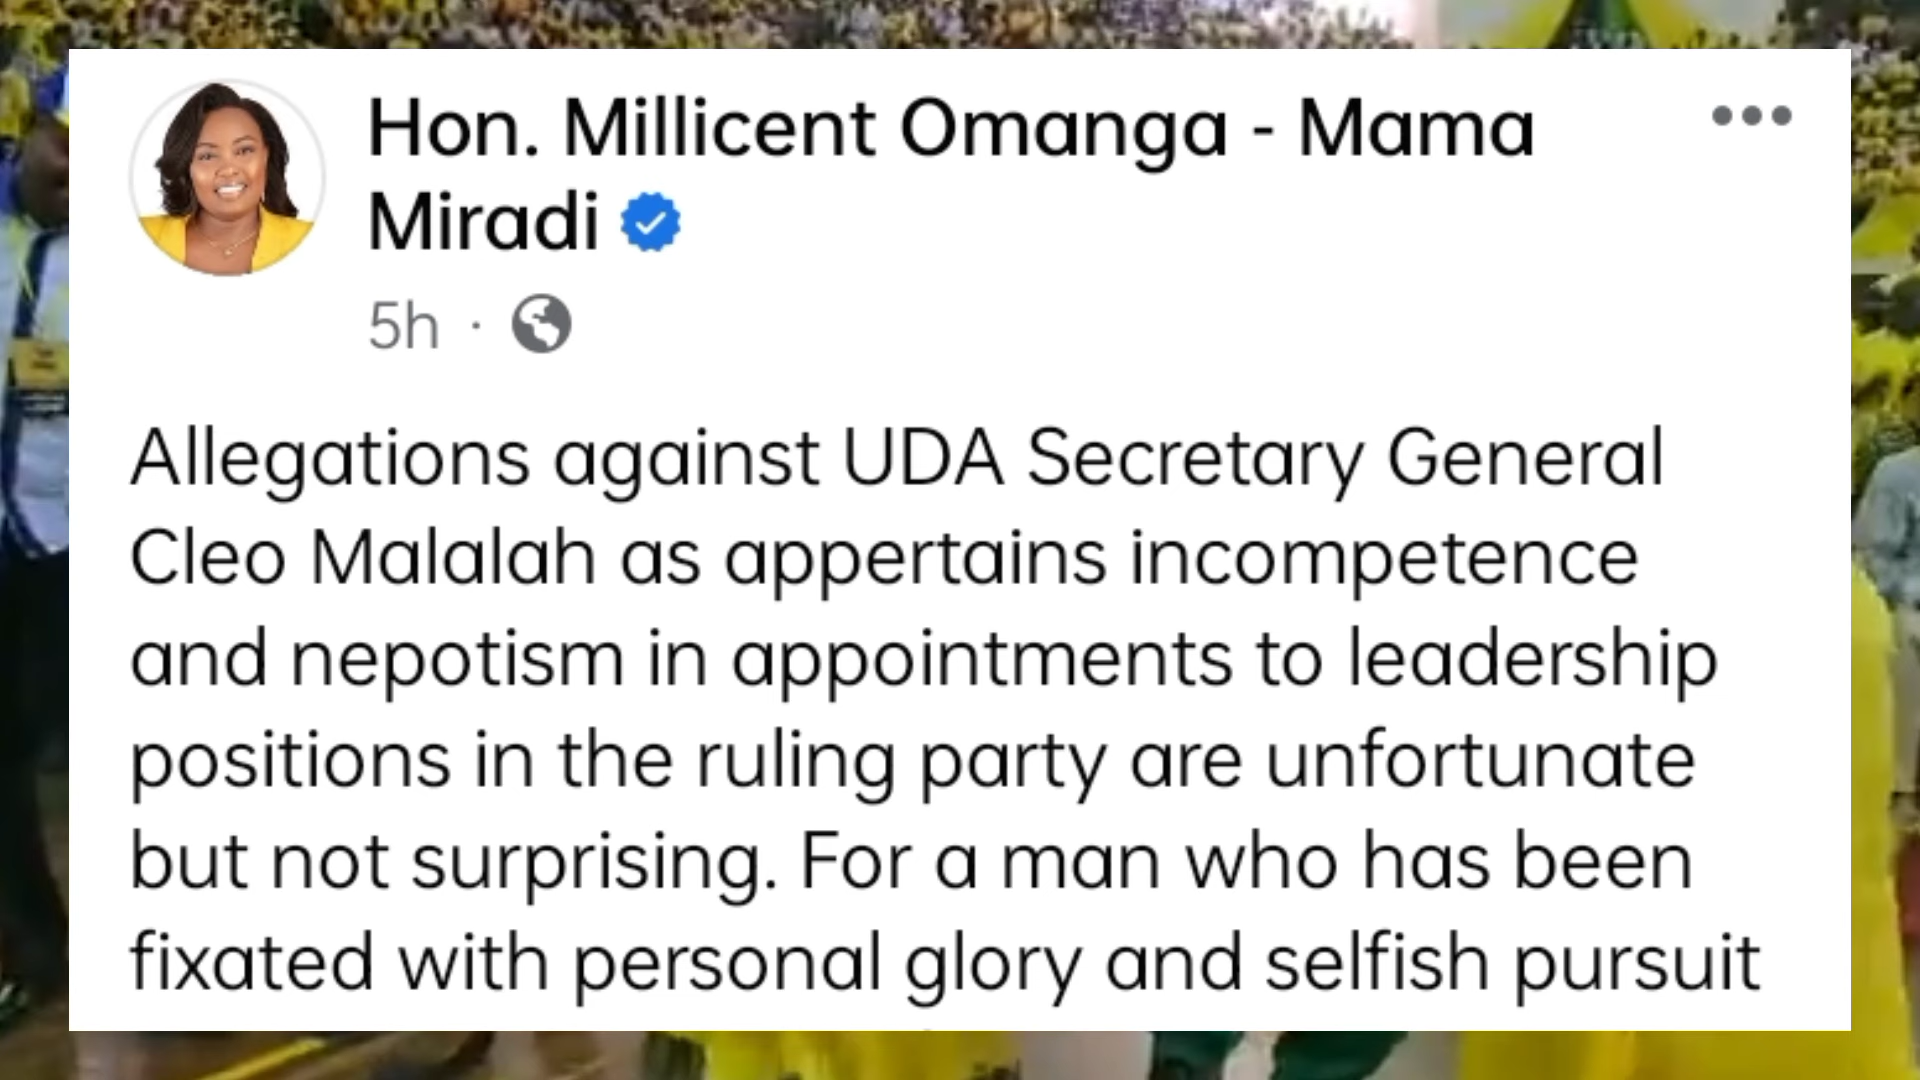 Hon. Millicent Omanga - Mama
Miradi
5h ·
Allegations against UDA Secretary General
Cleo Malalah as appertains incompetence
and nepotism in appointments to leadership
positions in the ruling party are unfortunate
but not surprising. For a man who has been
fixated with personal glory and selfish pursuit